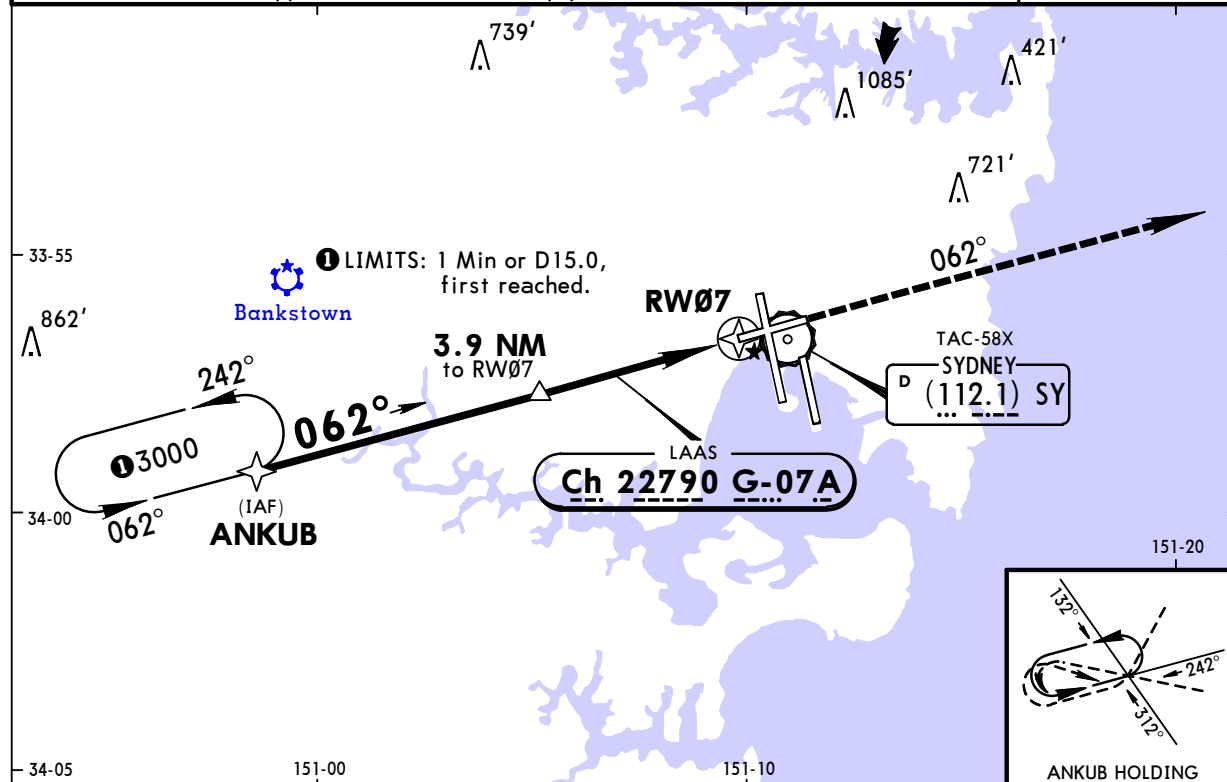 739'
421'
1085'
721'
33-55
❶ LIMITS: 1 Min or D15.0,
first reached.
Bankstown
062°
RWØ7
862'
3.9 NM
to RWØ7
TAC-58X
SYDNEY
D (112.1) SY
242°
062°
❶3000
LAAS
Ch 22790 G-07A
(IAF)
062°
ANKUB
34-00
151-20
132°
242°
312°
34-05
151-00
151-10
ANKUB HOLDING